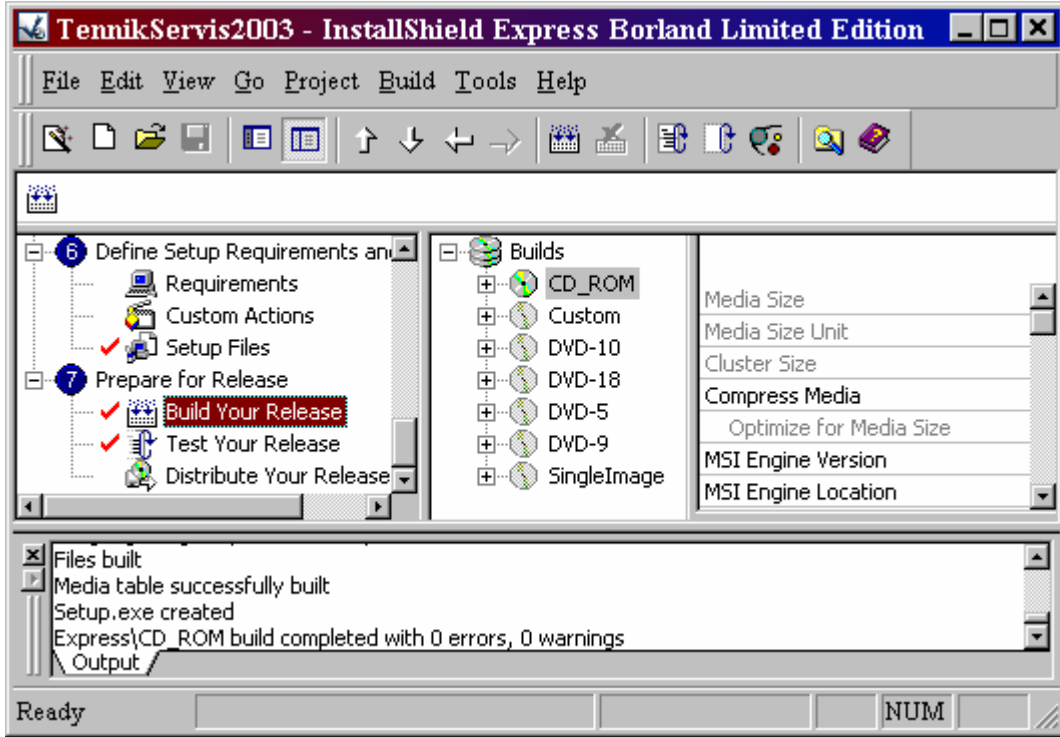 TennikServis2003 - InstallShield Express Borland Limited Edition
File Edit View Go Project Build Tools Help
6 Define Setup Requirements an
Requirements
Custom Actions
Setup Files
7 Prepare for Release
Build Your Release
Test Your Release
Distribute Your Release
Builds
CD_ROM
Custom
DVD-10
DVD-18
DVD-5
DVD-9
SingleImage
Media Size
Media Size Unit
Cluster Size
Compress Media
Optimize for Media Size
MSI Engine Version
MSI Engine Location
Files built
Media table successfully built
Setup.exe created
Express\CD_ROM build completed with 0 errors, 0 warnings
Output
Ready NUM